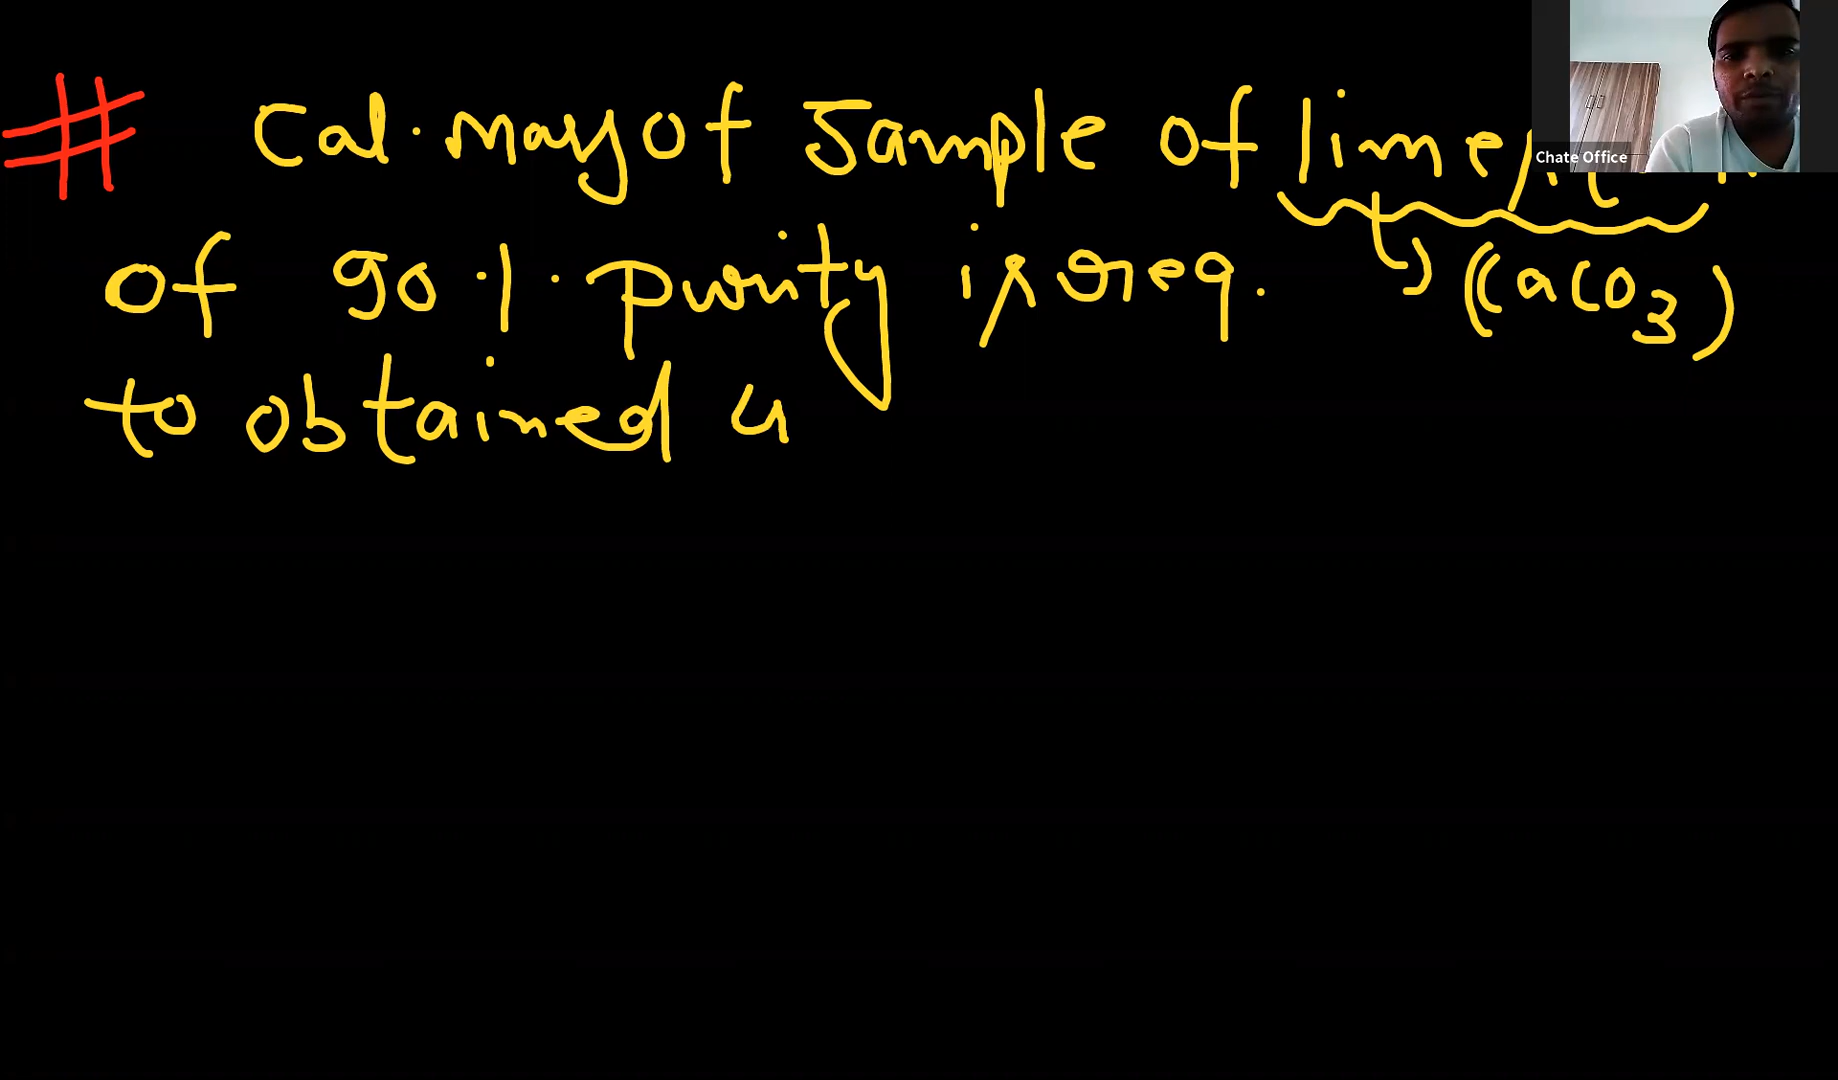 # Cal. mass of Sample of lime
of 90 %. purity is req. (CaCO3)
to obtained 4
Chate Office